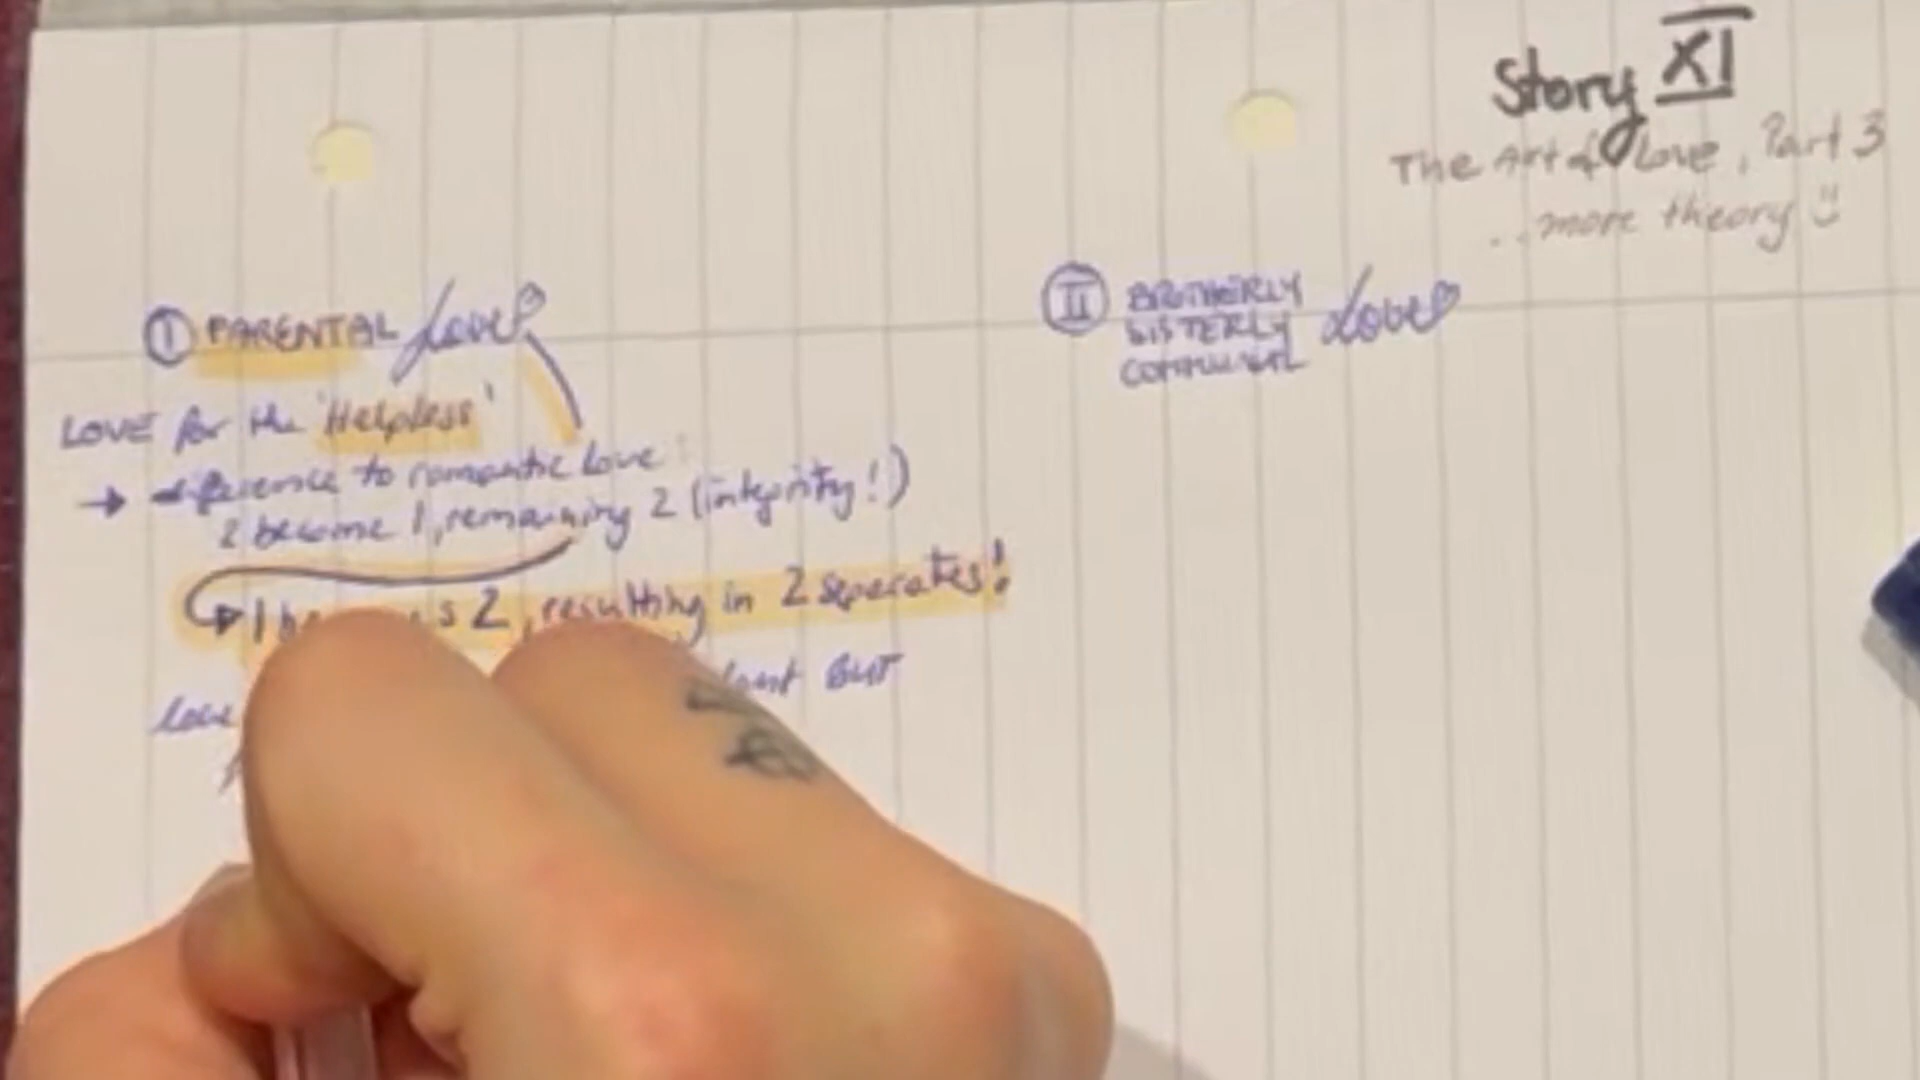 Story XI
The Art of Love, Part 3
...more theory
I PARENTAL Love
LOVE for the 'Helpless'
→ difference to romantic love:
2 become 1, remaining 2 (integrity!)
1 s 2, resulting in 2 seperates!
love BUT
II BROTHERLY
SISTERLY Love
COMMUNAL